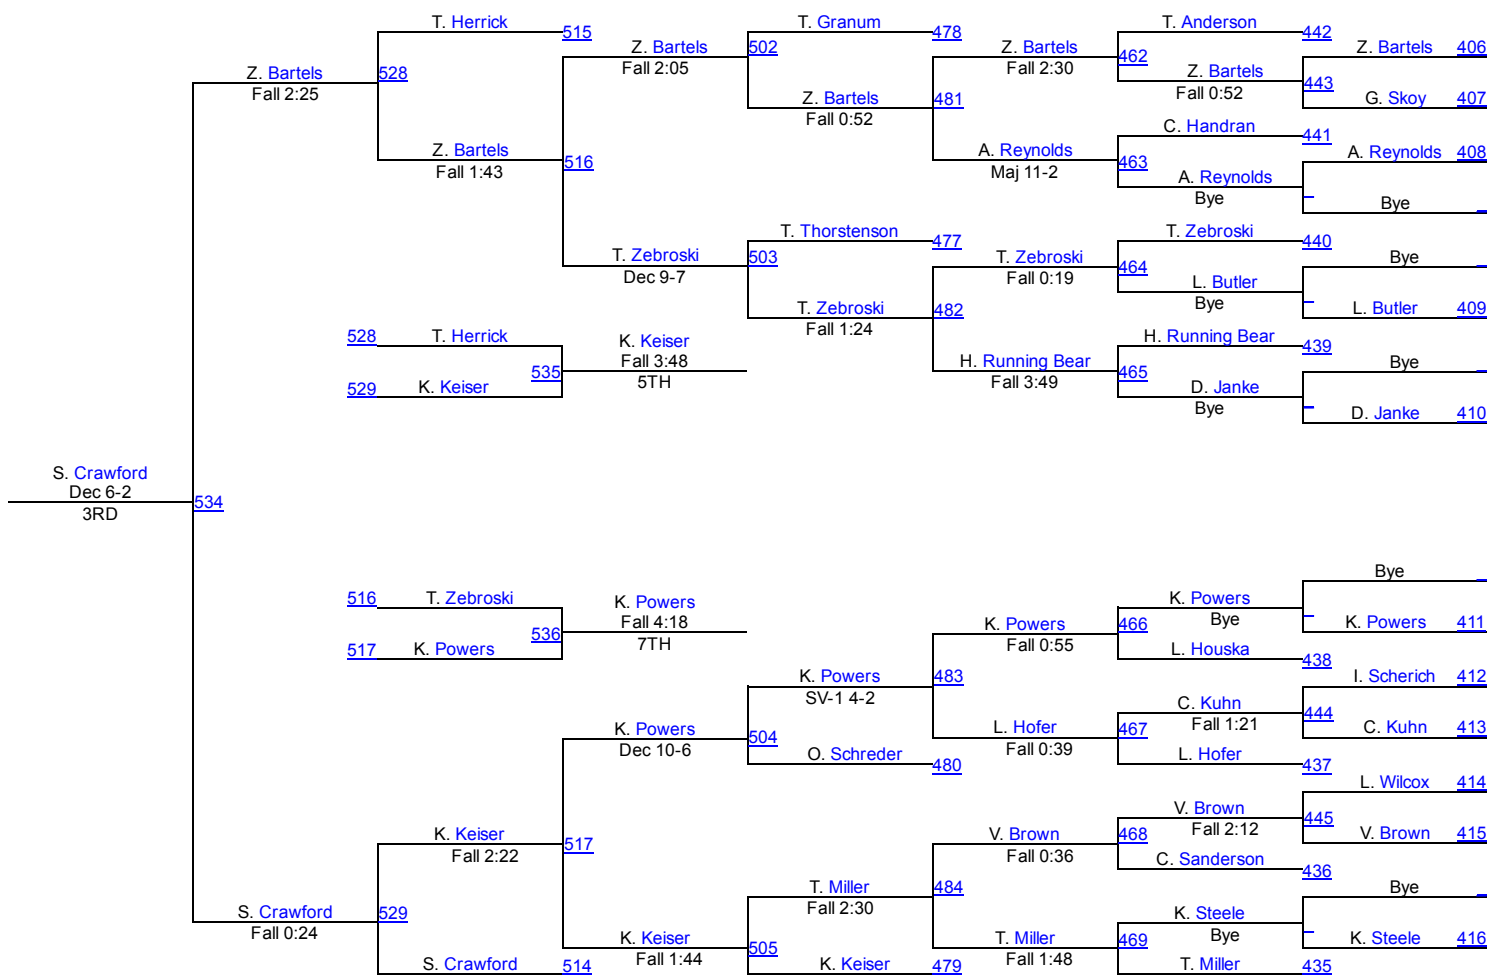 T. Herrick
515
T. Granum
478
T. Anderson
442
Z. Bartels
Fall 2:05
502
Z. Bartels
Fall 2:30
462
Z. Bartels
406
Z. Bartels
Fall 2:25
528
Z. Bartels
Fall 0:52
443
Z. Bartels
Fall 0:52
481
G. Skoy
407
C. Handran
441
Z. Bartels
Fall 1:43
516
A. Reynolds
Maj 11-2
463
A. Reynolds
408
A. Reynolds
Bye
Bye
T. Thorstenson
477
T. Zebroski
440
T. Zebroski
Dec 9-7
503
T. Zebroski
Fall 0:19
464
Bye
L. Butler
Bye
T. Zebroski
Fall 1:24
482
L. Butler
409
528
T. Herrick
K. Keiser
Fall 3:48
5TH
H. Running Bear
439
535
H. Running Bear
Fall 3:49
465
Bye
529
K. Keiser
D. Janke
Bye
D. Janke
410
S. Crawford
Dec 6-2
3RD
534
Bye
516
T. Zebroski
K. Powers
Fall 4:18
7TH
K. Powers
Bye
536
K. Powers
Fall 0:55
466
K. Powers
411
517
K. Powers
L. Houska
438
K. Powers
SV-1 4-2
483
I. Scherich
412
C. Kuhn
Fall 1:21
444
K. Powers
Dec 10-6
504
L. Hofer
Fall 0:39
467
C. Kuhn
413
O. Schreder
480
L. Hofer
437
L. Wilcox
414
V. Brown
Fall 2:12
445
K. Keiser
Fall 2:22
517
V. Brown
Fall 0:36
468
V. Brown
415
C. Sanderson
436
T. Miller
Fall 2:30
484
Bye
S. Crawford
Fall 0:24
529
K. Steele
Bye
K. Keiser
Fall 1:44
505
T. Miller
Fall 1:48
469
K. Steele
416
S. Crawford
514
K. Keiser
479
T. Miller
435